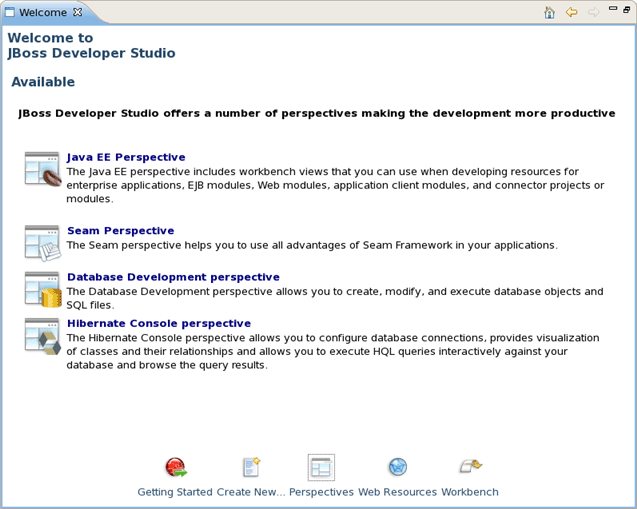 Welcome
Welcome to
JBoss Developer Studio
Available
JBoss Developer Studio offers a number of perspectives making the development more productive
Java EE Perspective
The Java EE perspective includes workbench views that you can use when developing resources for
enterprise applications, EJB modules, Web modules, application client modules, and connector projects or
modules.
Seam Perspective
The Seam perspective helps you to use all advantages of Seam Framework in your applications.
Database Development perspective
The Database Development perspective allows you to create, modify, and execute database objects and
SQL files.
Hibernate Console perspective
The Hibernate Console perspective allows you to configure database connections, provides visualization
of classes and their relationships and allows you to execute HQL queries interactively against your
database and browse the query results.
Getting Started Create New... Perspectives Web Resources Workbench